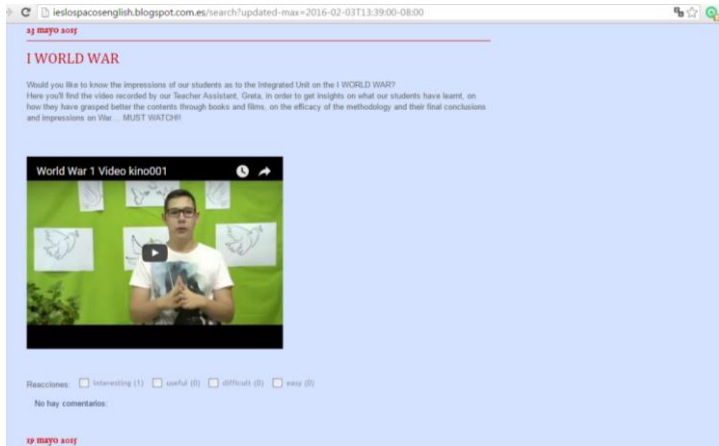 ieslospacosenglish.blogspot.com.es/search?updated-max=2016-02-03T13:39:00-08:00
23 mayo 2015
I WORLD WAR
Would you like to know the impressions of our students as to the Integrated Unit on the I WORLD WAR?
Here you'll find the video recorded by our Teacher Assistant, Greta, in order to get insights on what our students have learnt, on
how they have grasped better the contents through books and films, on the efficacy of the methodology and their final conclusions
and impressions on War... MUST WATCH!!
World War 1 Video kino001
Reacciones: interesting (1) useful (0) difficult (0) easy (0)
No hay comentarios:
19 mayo 2015